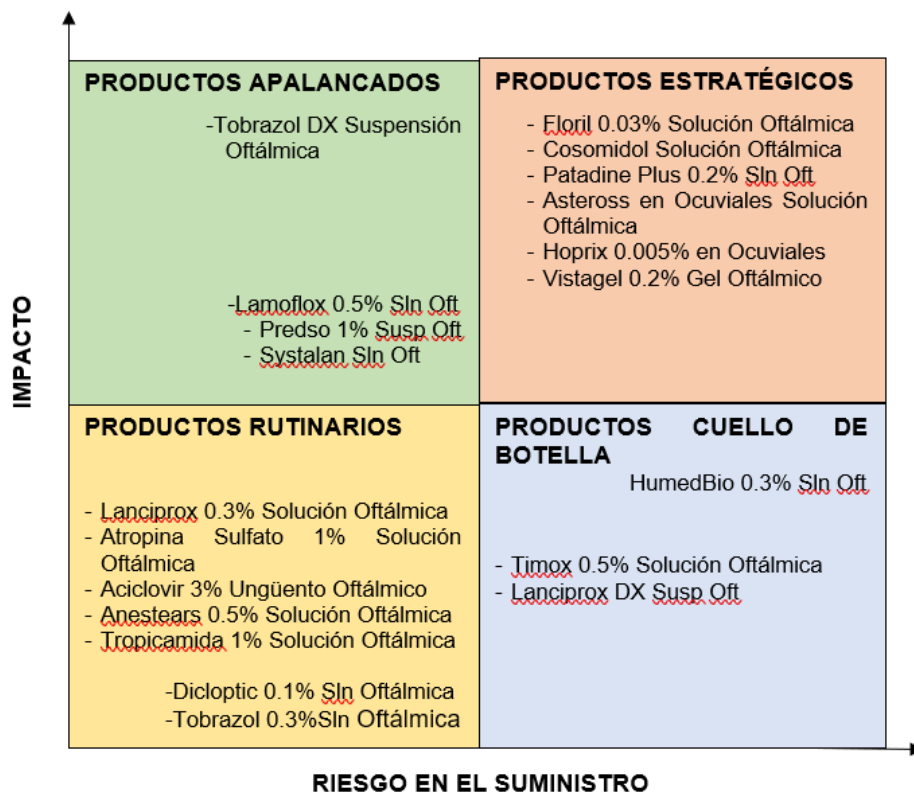 PRODUCTOS APALANCADOS
-Tobrazol DX Suspensión
Oftálmica
-Lamoflox 0.5% Sln Oft
- Predso 1% Susp Oft
- Systalan Sln Oft
PRODUCTOS ESTRATÉGICOS
- Floril 0.03% Solución Oftálmica
- Cosomidol Solución Oftálmica
- Patadine Plus 0.2% Sln Oft
- Asteross en Ocuviales Solución
Oftálmica
- Hoprix 0.005% en Ocuviales
- Vistagel 0.2% Gel Oftálmico
IMPACTO
PRODUCTOS RUTINARIOS
- Lanciprox 0.3% Solución Oftálmica
- Atropina Sulfato 1% Solución
Oftálmica
- Aciclovir 3% Ungüento Oftálmico
- Anestears 0.5% Solución Oftálmica
- Tropicamida 1% Solución Oftálmica
-Dicloptic 0.1% Sln Oftálmica
-Tobrazol 0.3%Sln Oftálmica
PRODUCTOS CUELLO DE
BOTELLA
HumedBio 0.3% Sln Oft
- Timox 0.5% Solución Oftálmica
- Lanciprox DX Susp Oft
RIESGO EN EL SUMINISTRO